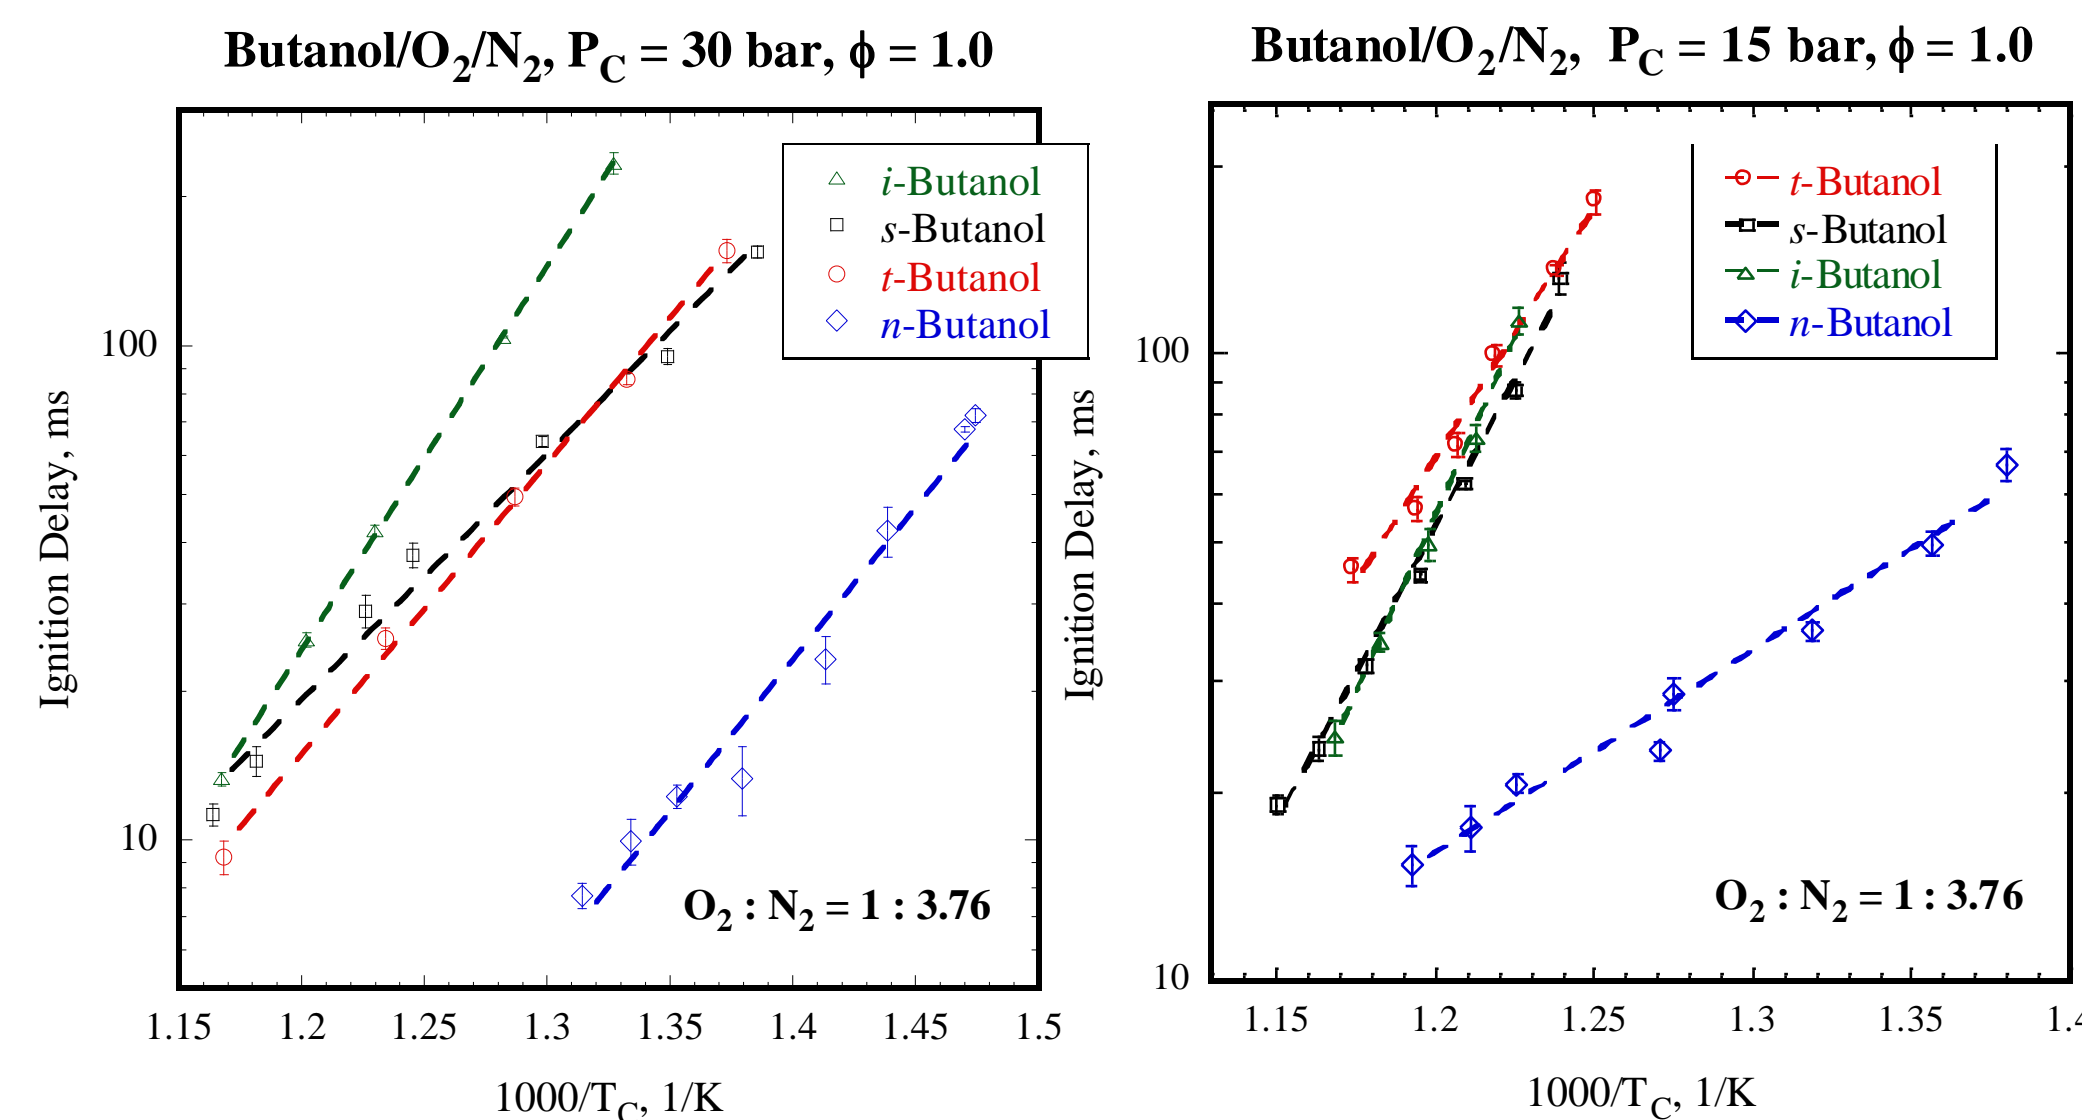 Butanol/O2/N2, PC = 30 bar, ϕ = 1.0
i-Butanol
s-Butanol
t-Butanol
n-Butanol
100
10
Ignition Delay, ms
O2 : N2 = 1 : 3.76
1.15 1.2 1.25 1.3 1.35 1.4 1.45 1.5
1000/TC, 1/K
Butanol/O2/N2, PC = 15 bar, ϕ = 1.0
t-Butanol
s-Butanol
i-Butanol
n-Butanol
100
10
Ignition Delay, ms
O2 : N2 = 1 : 3.76
1.15 1.2 1.25 1.3 1.35 1.4
1000/TC, 1/K